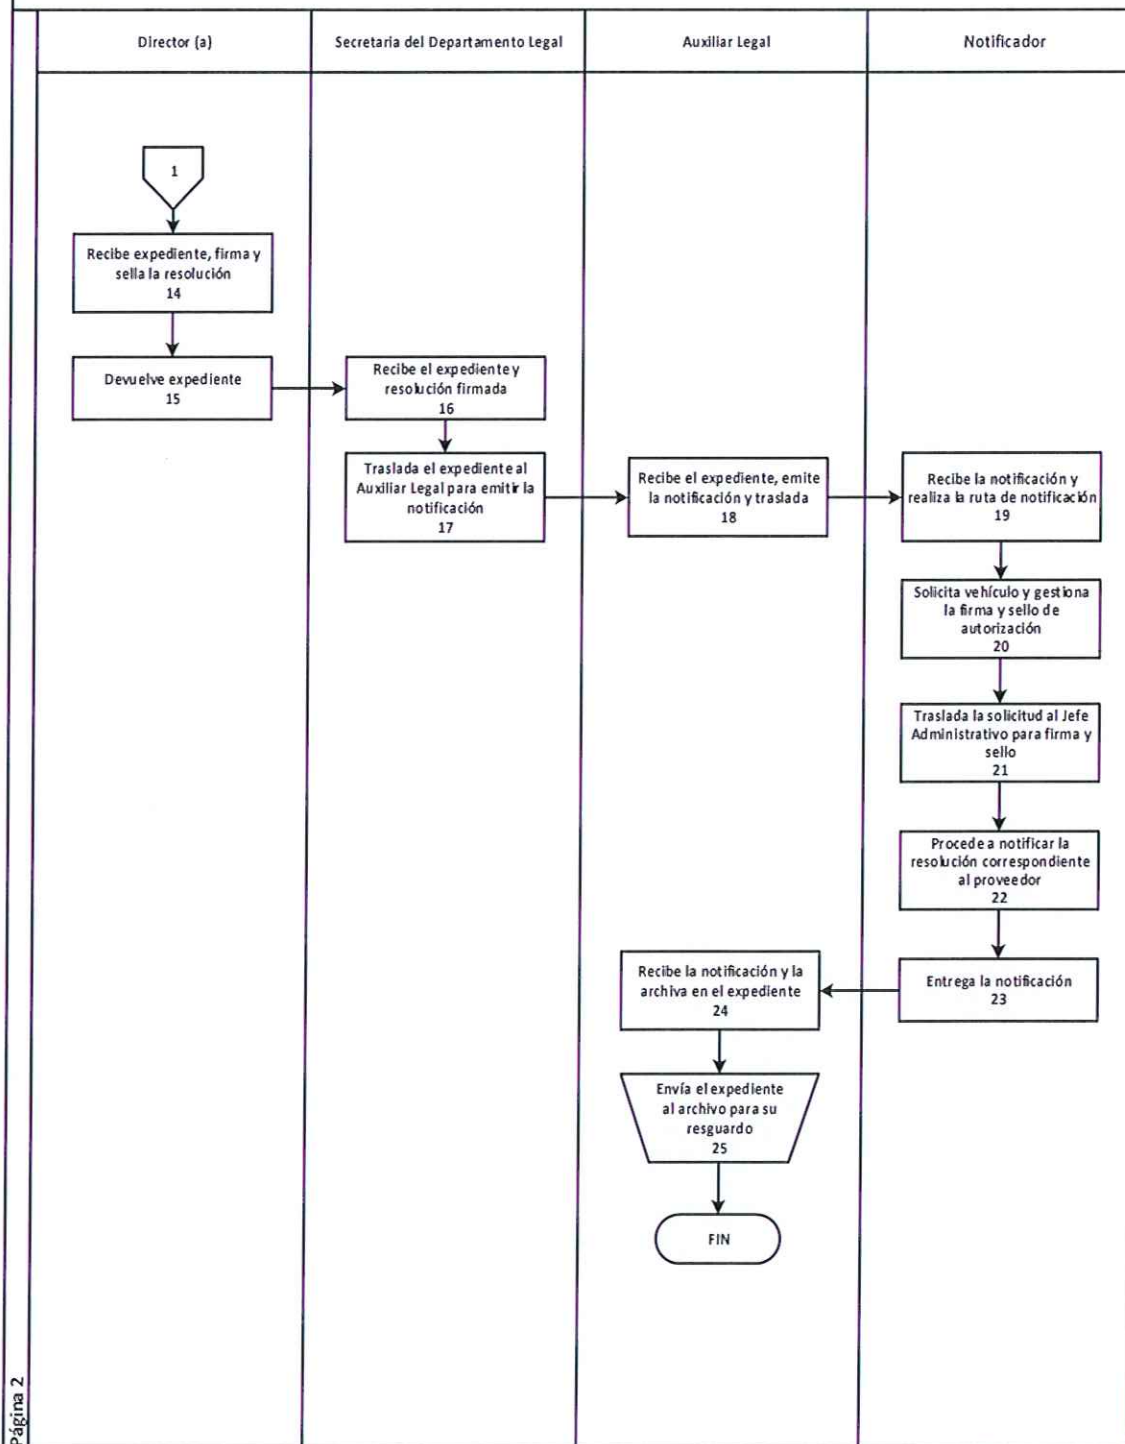 Director (a)
Secretaria del Departamento Legal
Auxiliar Legal
Notificador
1
Recibe expediente, firma y
sella la resolución
14
Devuelve expediente
15
Recibe el expediente y
resolución firmada
16
Traslada el expediente al
Auxiliar Legal para emitir la
notificación
17
Recibe el expediente, emite
la notificación y traslada
18
Recibe la notificación y
realiza la ruta de notificación
19
Solicita vehículo y gestiona
la firma y sello de
autorización
20
Traslada la solicitud al Jefe
Administrativo para firma y
sello
21
Procede a notificar la
resolución correspondiente
al proveedor
22
Entrega la notificación
23
Recibe la notificación y la
archiva en el expediente
24
Envía el expediente
al archivo para su
resguardo
25
FIN
Página 2